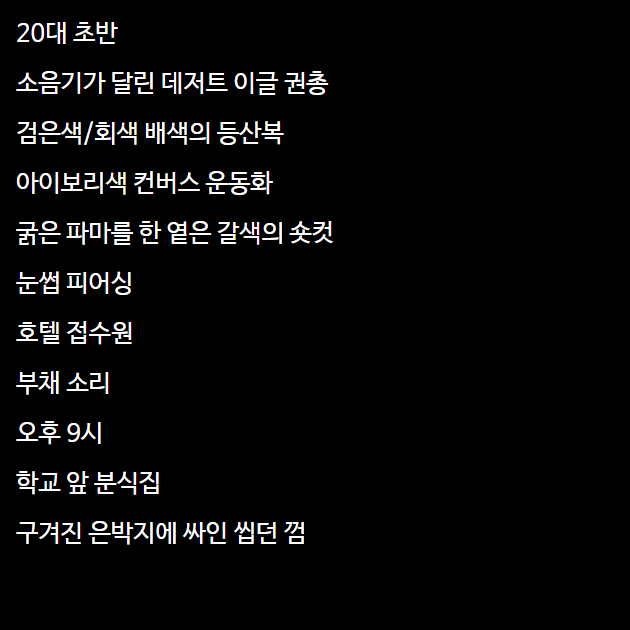 20대 초반
소음기가 달린 데저트 이글 권총
검은색/회색 배색의 등산복
아이보리색 컨버스 운동화
굵은 파마를 한 옅은 갈색의 숏컷
눈썹 피어싱
호텔 접수원
부채 소리
오후 9시
학교 앞 분식집
구겨진 은박지에 싸인 씹던 껌